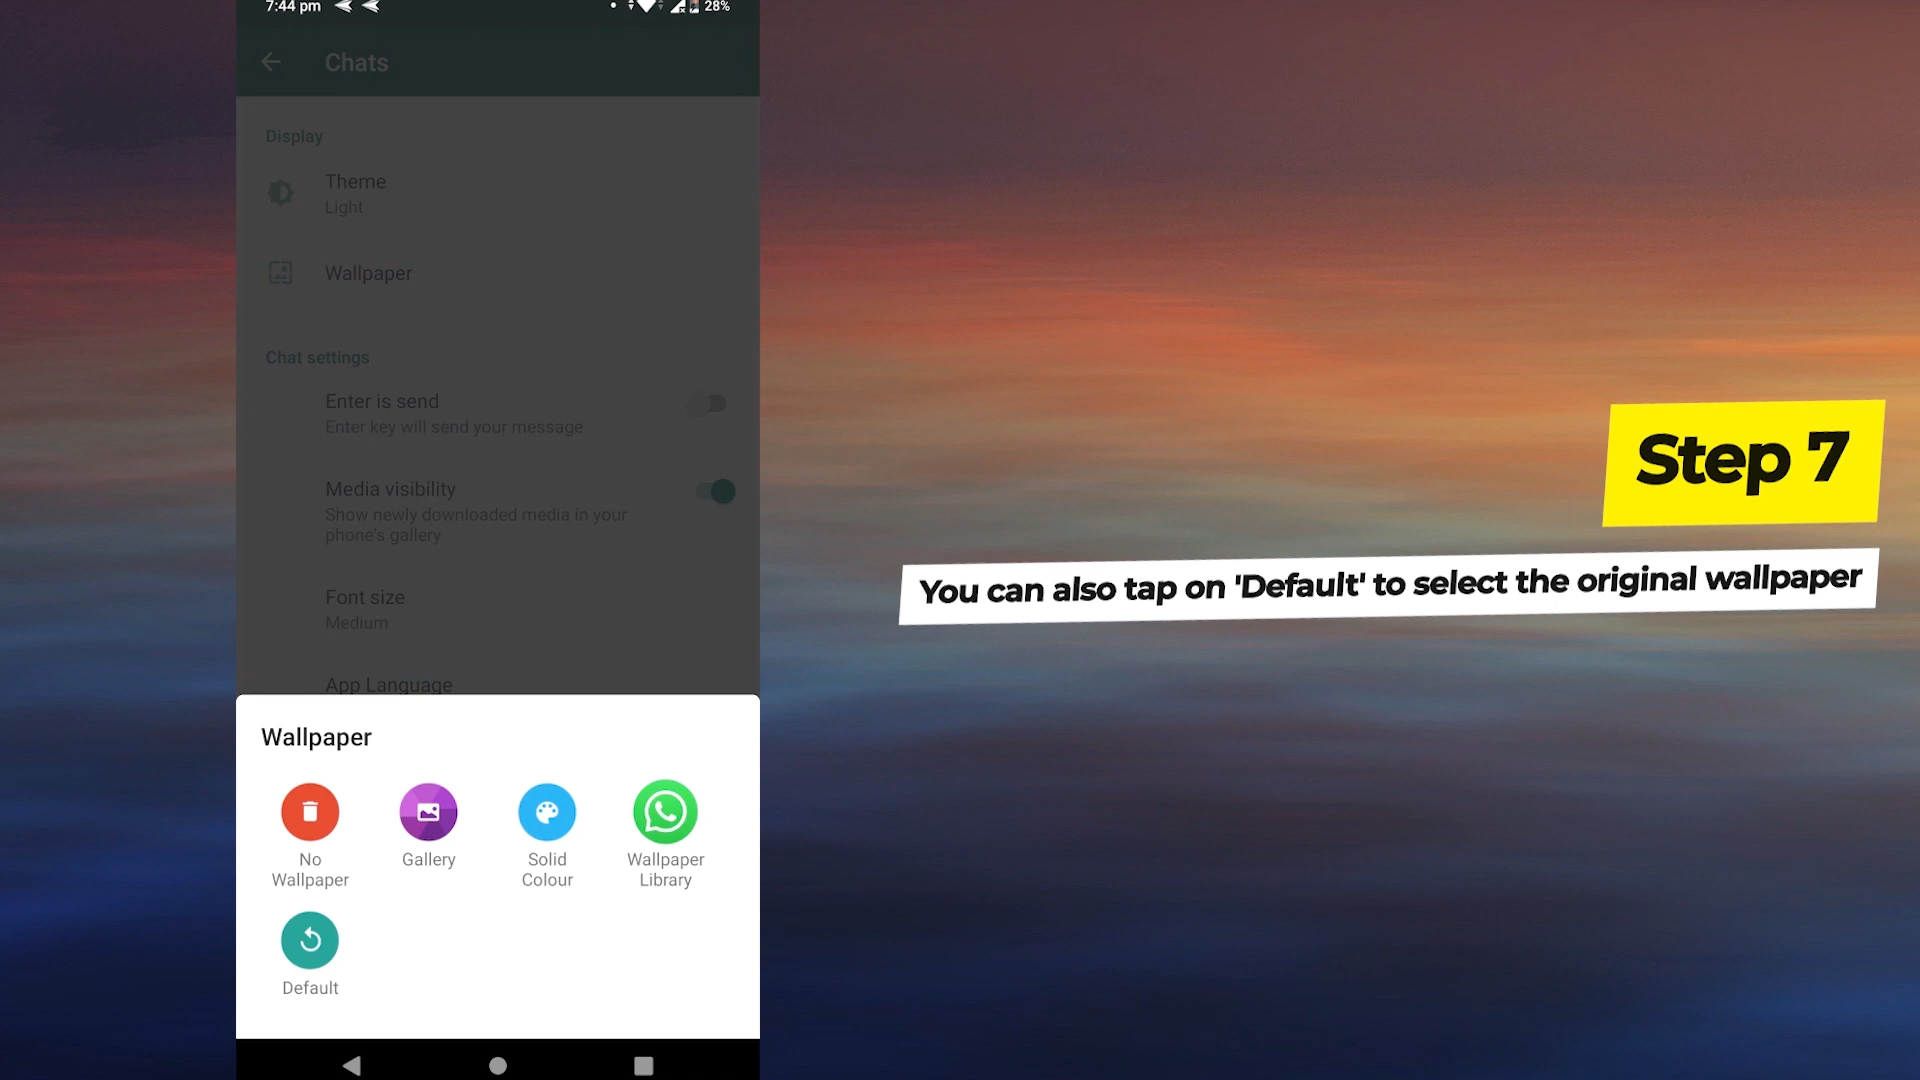 7:44 pm
28%
Chats
Display
Theme
Light
Wallpaper
Chat settings
Enter is send
Enter key will send your message
Media visibility
Show newly downloaded media in your
phone's gallery
Font size
Medium
App Language
Wallpaper
No
Wallpaper
Gallery
Solid
Colour
Wallpaper
Library
Default
Step 7
You can also tap on 'Default' to select the original wallpaper